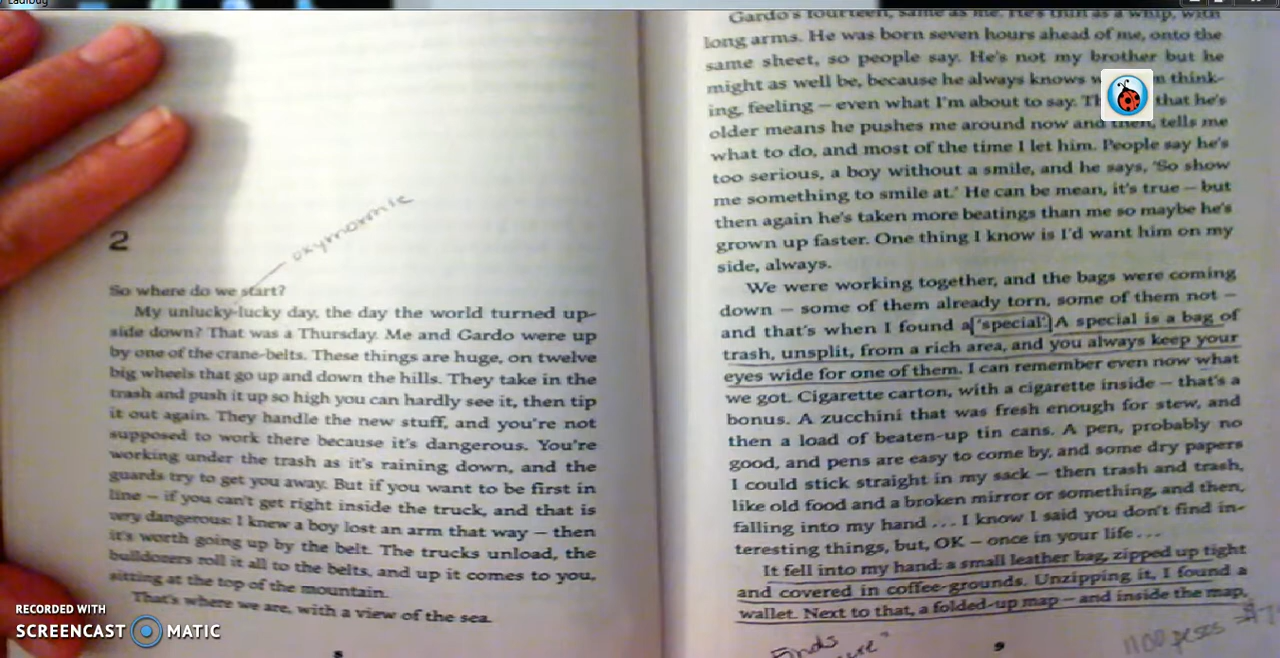 Ladibug
oxymoronic
2
So where do we start?
My unlucky-lucky day, the day the world turned up-
side down? That was a Thursday. Me and Gardo were up
by one of the crane-belts. These things are huge, on twelve
big wheels that go up and down the hills. They take in the
trash and push it up so high you can hardly see it, then tip
it out again. They handle the new stuff, and you're not
supposed to work there because it's dangerous. You're
working under the trash as it's raining down, and the
guards try to get you away. But if you want to be first in
line – if you can't get right inside the truck, and that is
very dangerous: I knew a boy lost an arm that way – then
it's worth going up by the belt. The trucks unload, the
bulldozers roll it all to the belts, and up it comes to you,
sitting at the top of the mountain.
That's where we are, with a view of the sea.
8
Gardo's fourteen, same as me. He's thin as a whip, with
long arms. He was born seven hours ahead of me, onto the
same sheet, so people say. He's not my brother but he
might as well be, because he always knows think-
ing, feeling – even what I'm about to say. that he's
older means he pushes me around now and then, tells me
what to do, and most of the time I let him. People say he's
too serious, a boy without a smile, and he says, 'So show
me something to smile at.' He can be mean, it's true – but
then again he's taken more beatings than me so maybe he's
grown up faster. One thing I know is I'd want him on my
side, always.
We were working together, and the bags were coming
down – some of them already torn, some of them not –
and that's when I found a 'special'. A special is a bag of
trash, unsplit, from a rich area, and you always keep your
eyes wide for one of them. I can remember even now what
we got. Cigarette carton, with a cigarette inside – that's a
bonus. A zucchini that was fresh enough for stew, and
then a load of beaten-up tin cans. A pen, probably no
good, and pens are easy to come by, and some dry papers
I could stick straight in my sack – then trash and trash,
like old food and a broken mirror or something, and then,
falling into my hand ... I know I said you don't find in-
teresting things, but, OK – once in your life ...
It fell into my hand: a small leather bag, zipped up tight
and covered in coffee-grounds. Unzipping it, I found a
wallet. Next to that, a folded-up map – and inside the map,
Finds
1100 pesos
9
RECORDED WITH
SCREENCAST MATIC